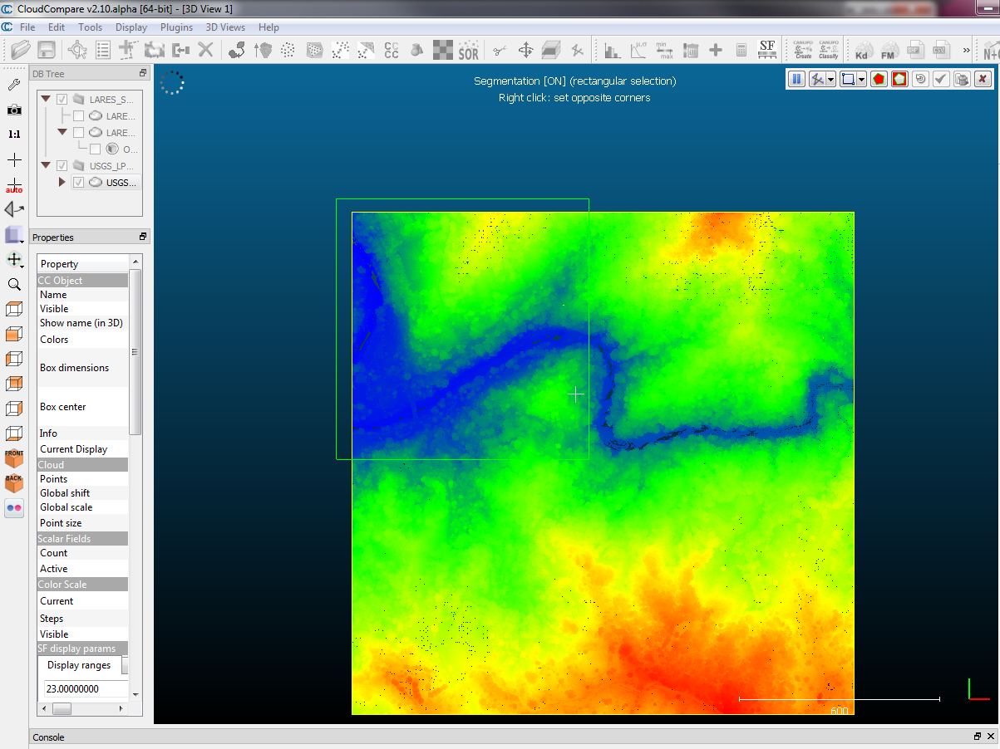 CloudCompare v2.10.alpha [64-bit] - [3D View 1]
File Edit Tools Display Plugins 3D Views Help
CC
CC
SOR
μ,σ
min
max
SF
CANUPO
Create
CANUPO
Classify
Kd
FM
»
N+C
DB Tree
LARES_S...
LARE...
LARE...
O...
USGS_LP...
USGS...
1:1
auto
FRONT
BACK
Segmentation [ON] (rectangular selection)
Right click: set opposite corners
Properties
Property
CC Object
Name
Visible
Show name (in 3D)
Colors
Box dimensions
Box center
Info
Current Display
Cloud
Points
Global shift
Global scale
Point size
Scalar Fields
Count
Active
Color Scale
Current
Steps
Visible
SF display params
Display ranges
23.00000000
600
Console